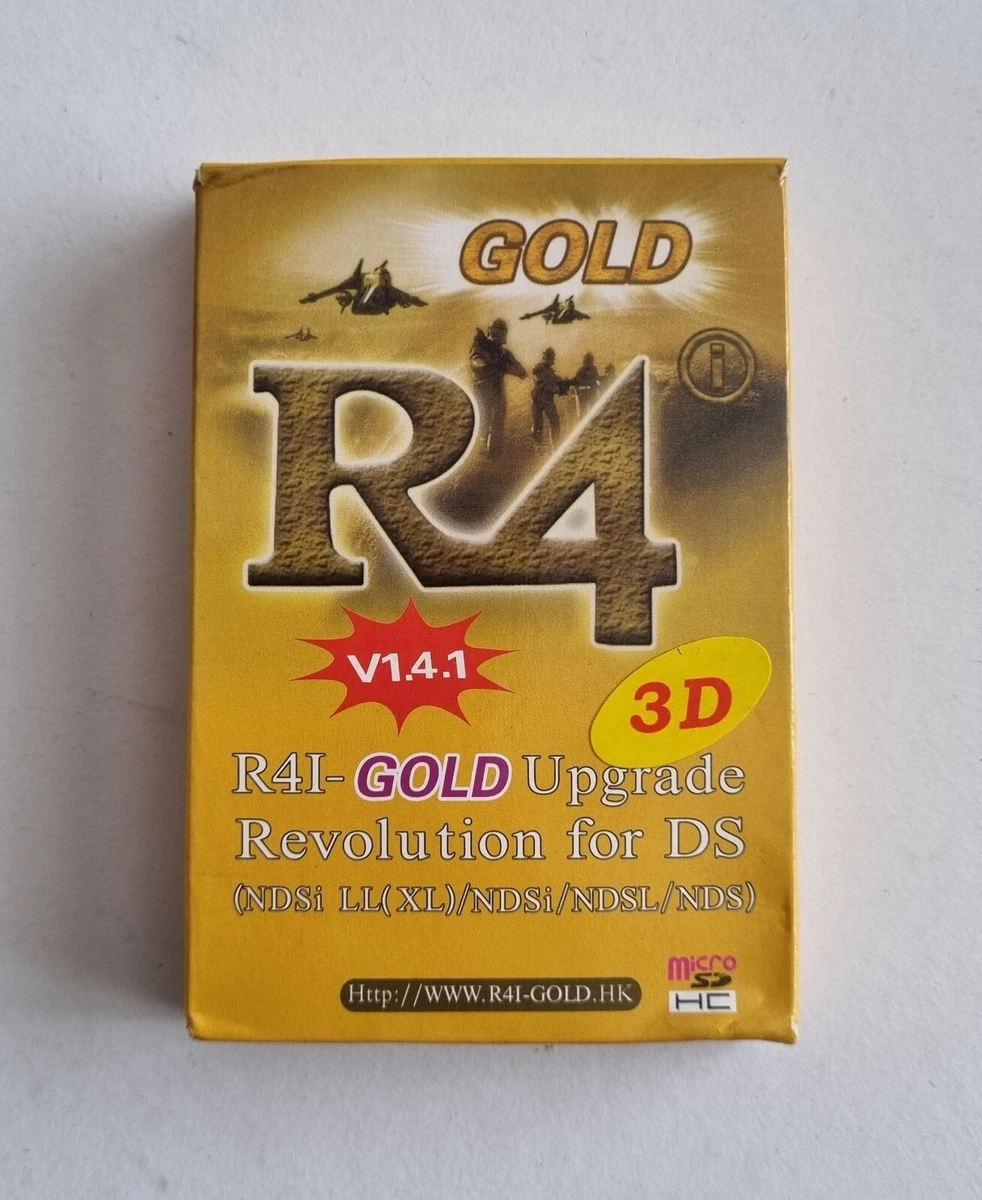 GOLD
i
R4
V1.4.1
3D
R4I-GOLD Upgrade
Revolution for DS
(NDSi LL(XL)/NDSi/NDSL/NDS)
Http://WWW.R4I-GOLD.HK
micro
SD
HC